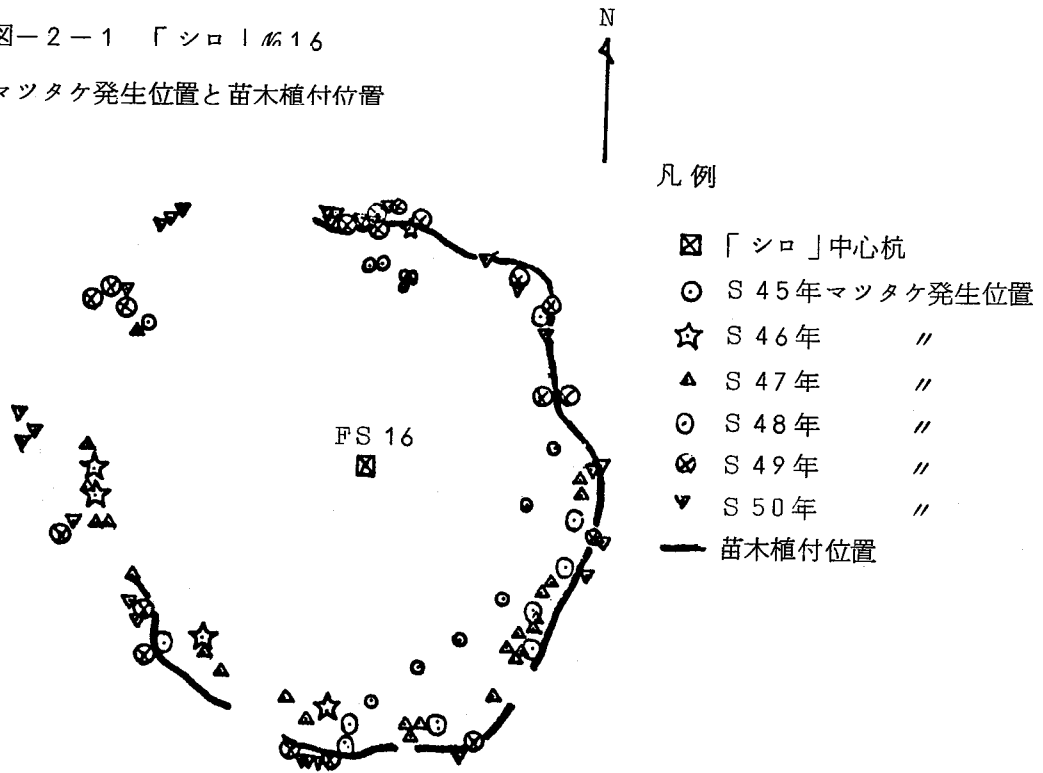 図－2－1 「シロ」№16
マツタケ発生位置と苗木植付位置
N
凡例
「シロ」中心杭
S45年マツタケ発生位置
S46年 〃
S47年 〃
S48年 〃
S49年 〃
S50年 〃
苗木植付位置
FS16